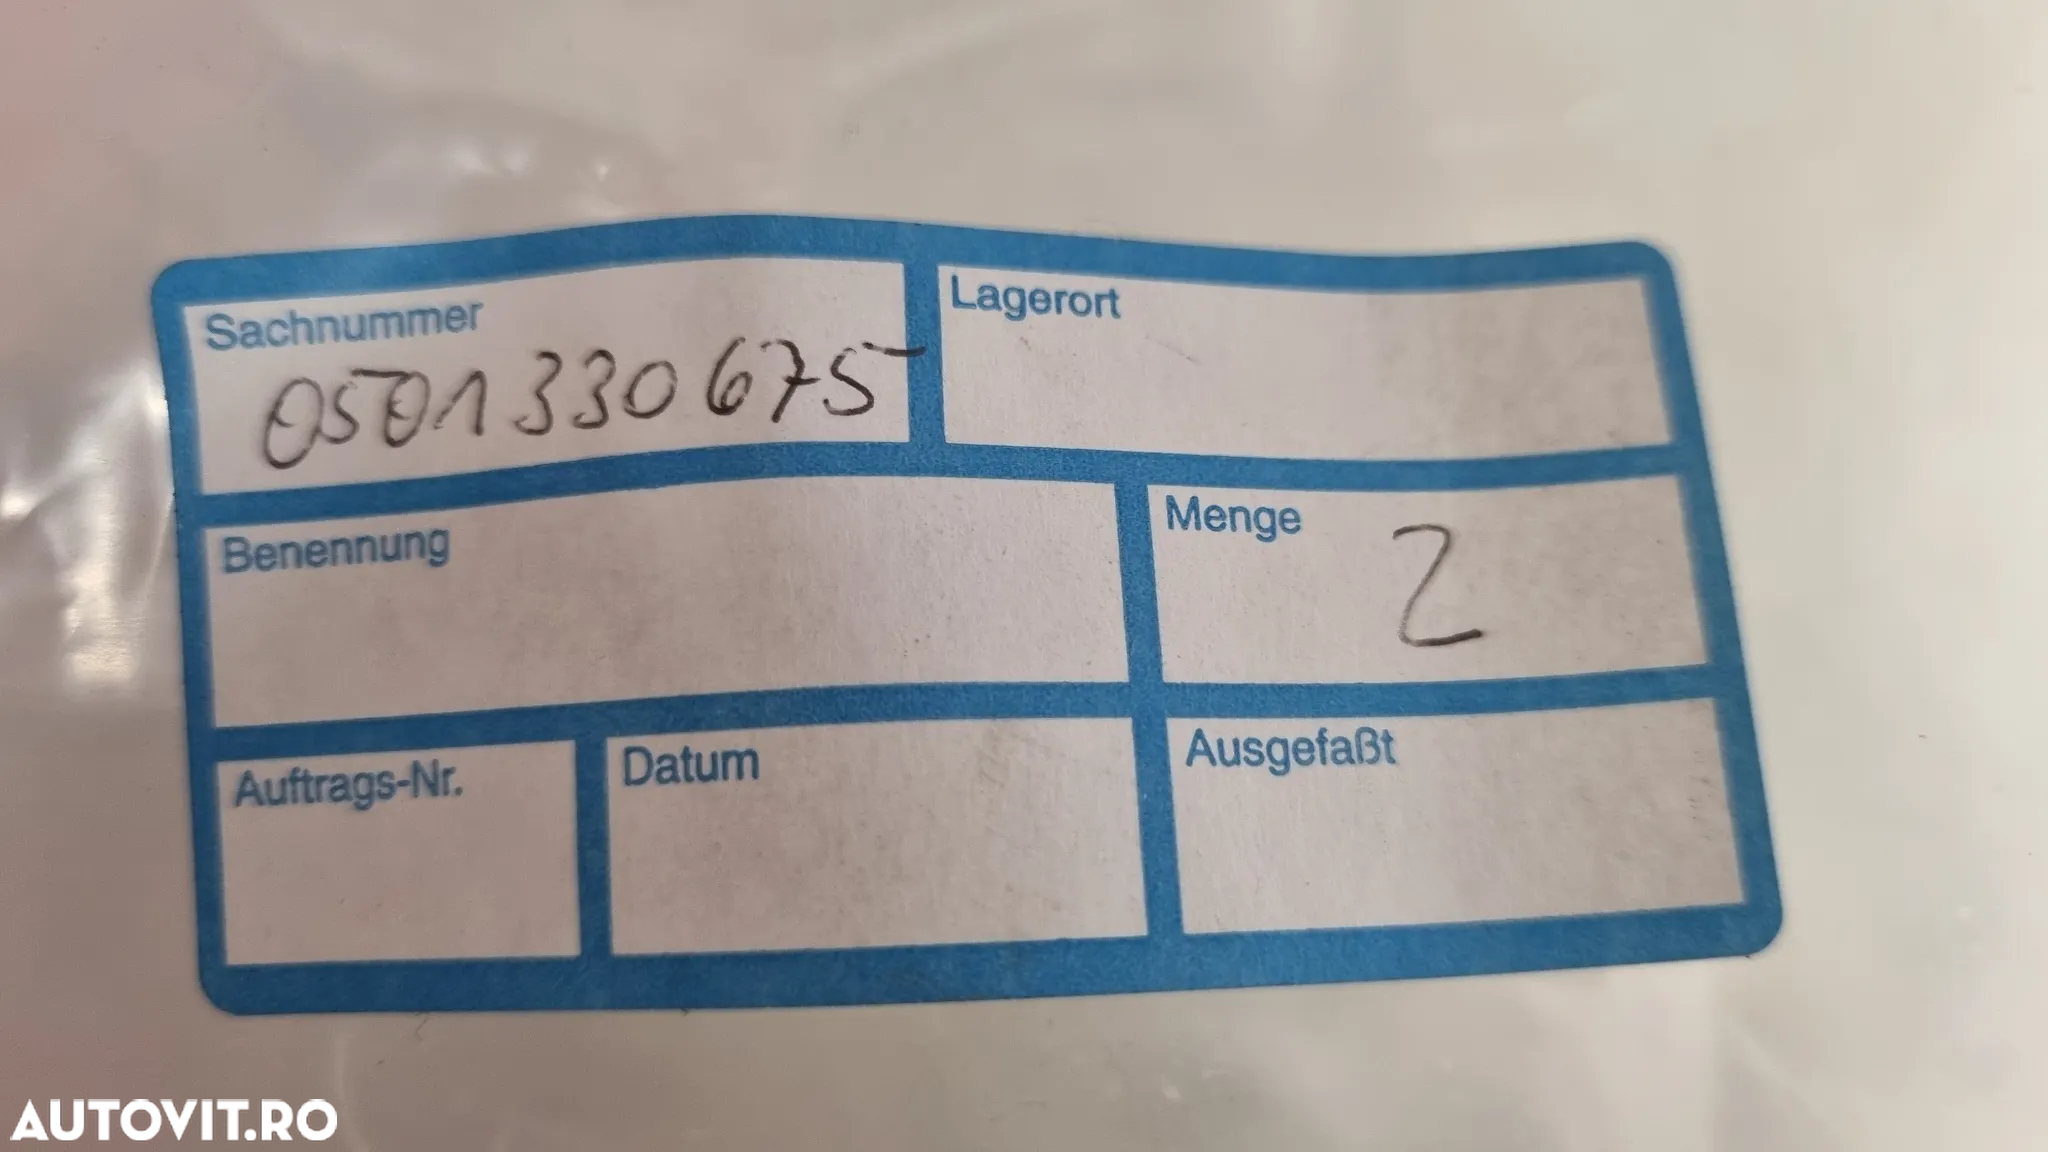 Sachnummer
0501330675
Lagerort
Benennung
Menge
2
Auftrags-Nr.
Datum
Ausgefaßt
AUTOVIT.RO